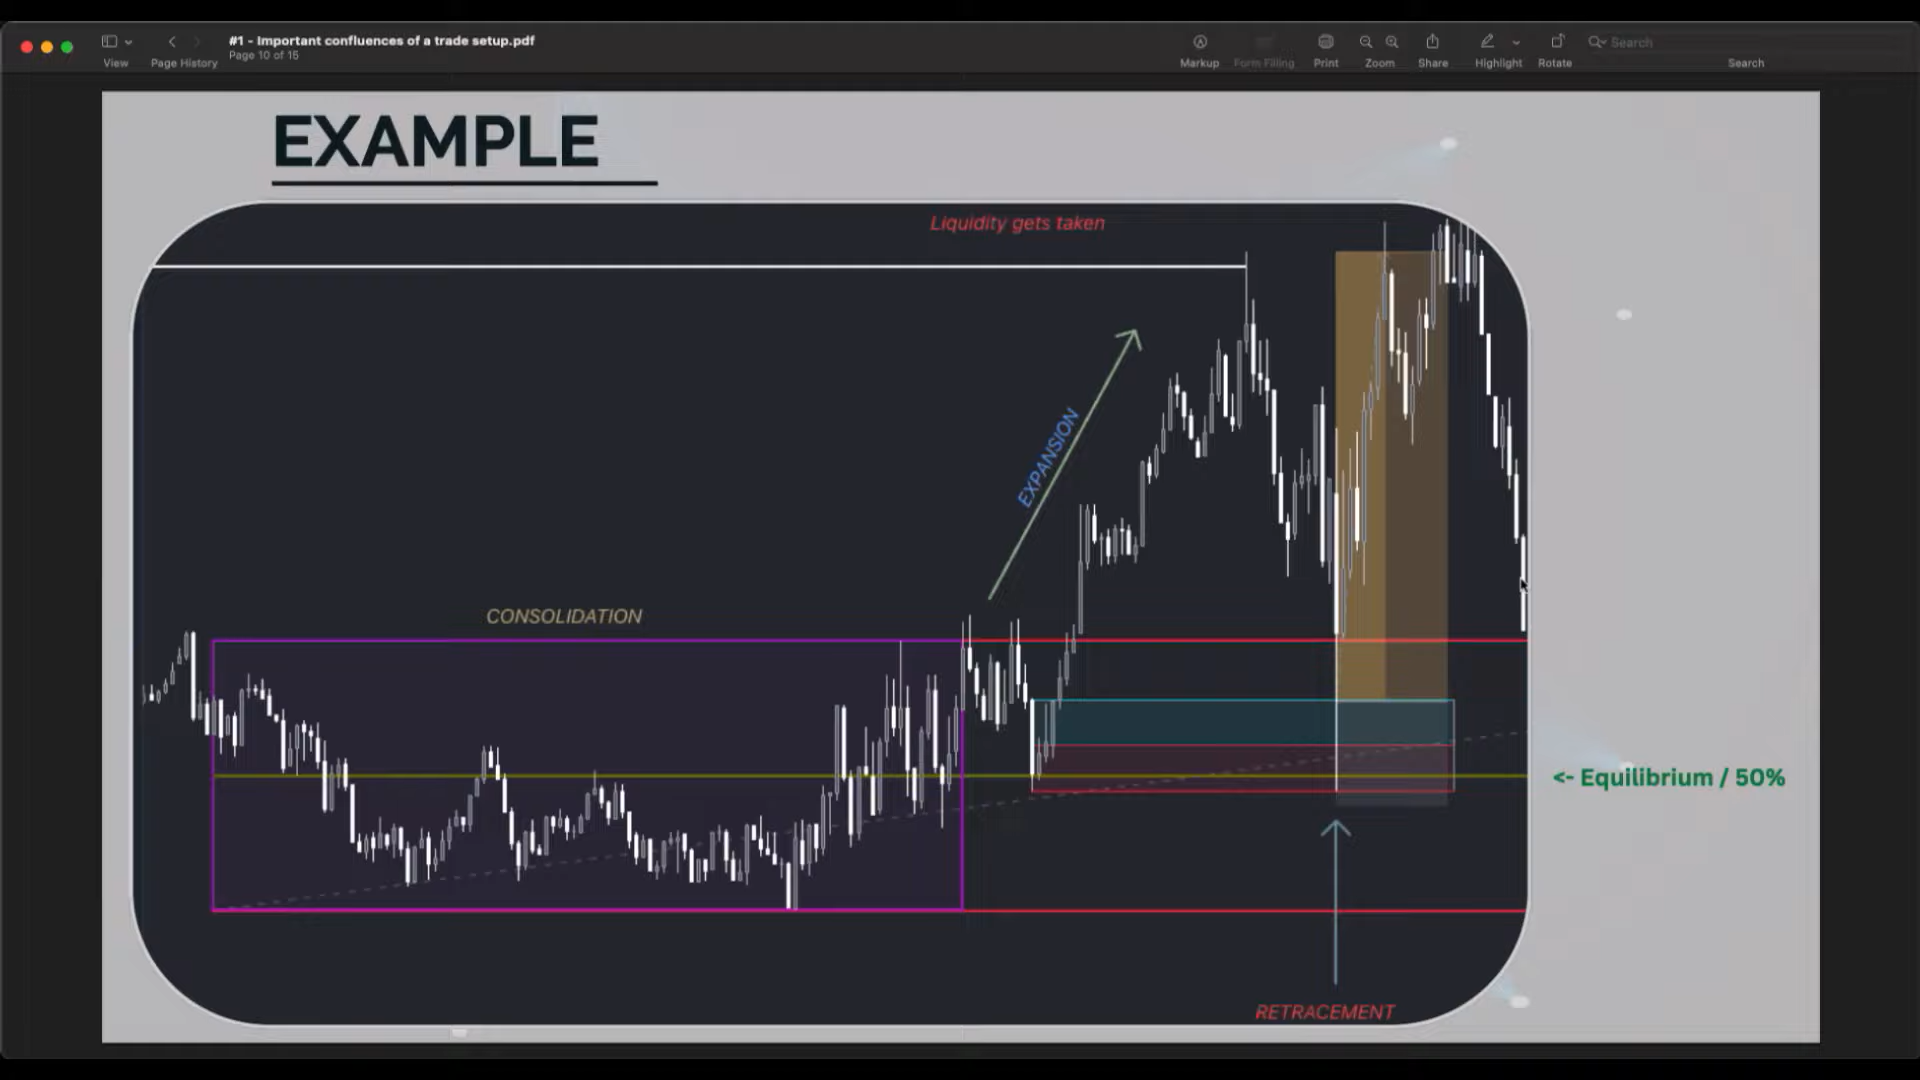 #1 - Important confluences of a trade setup.pdf
Page 10 of 15
View
Page History
Markup
Form Filling
Print
Zoom
Share
Highlight
Rotate
Search
Search
EXAMPLE
Liquidity gets taken
EXPANSION
CONSOLIDATION
<- Equilibrium / 50%
RETRACEMENT